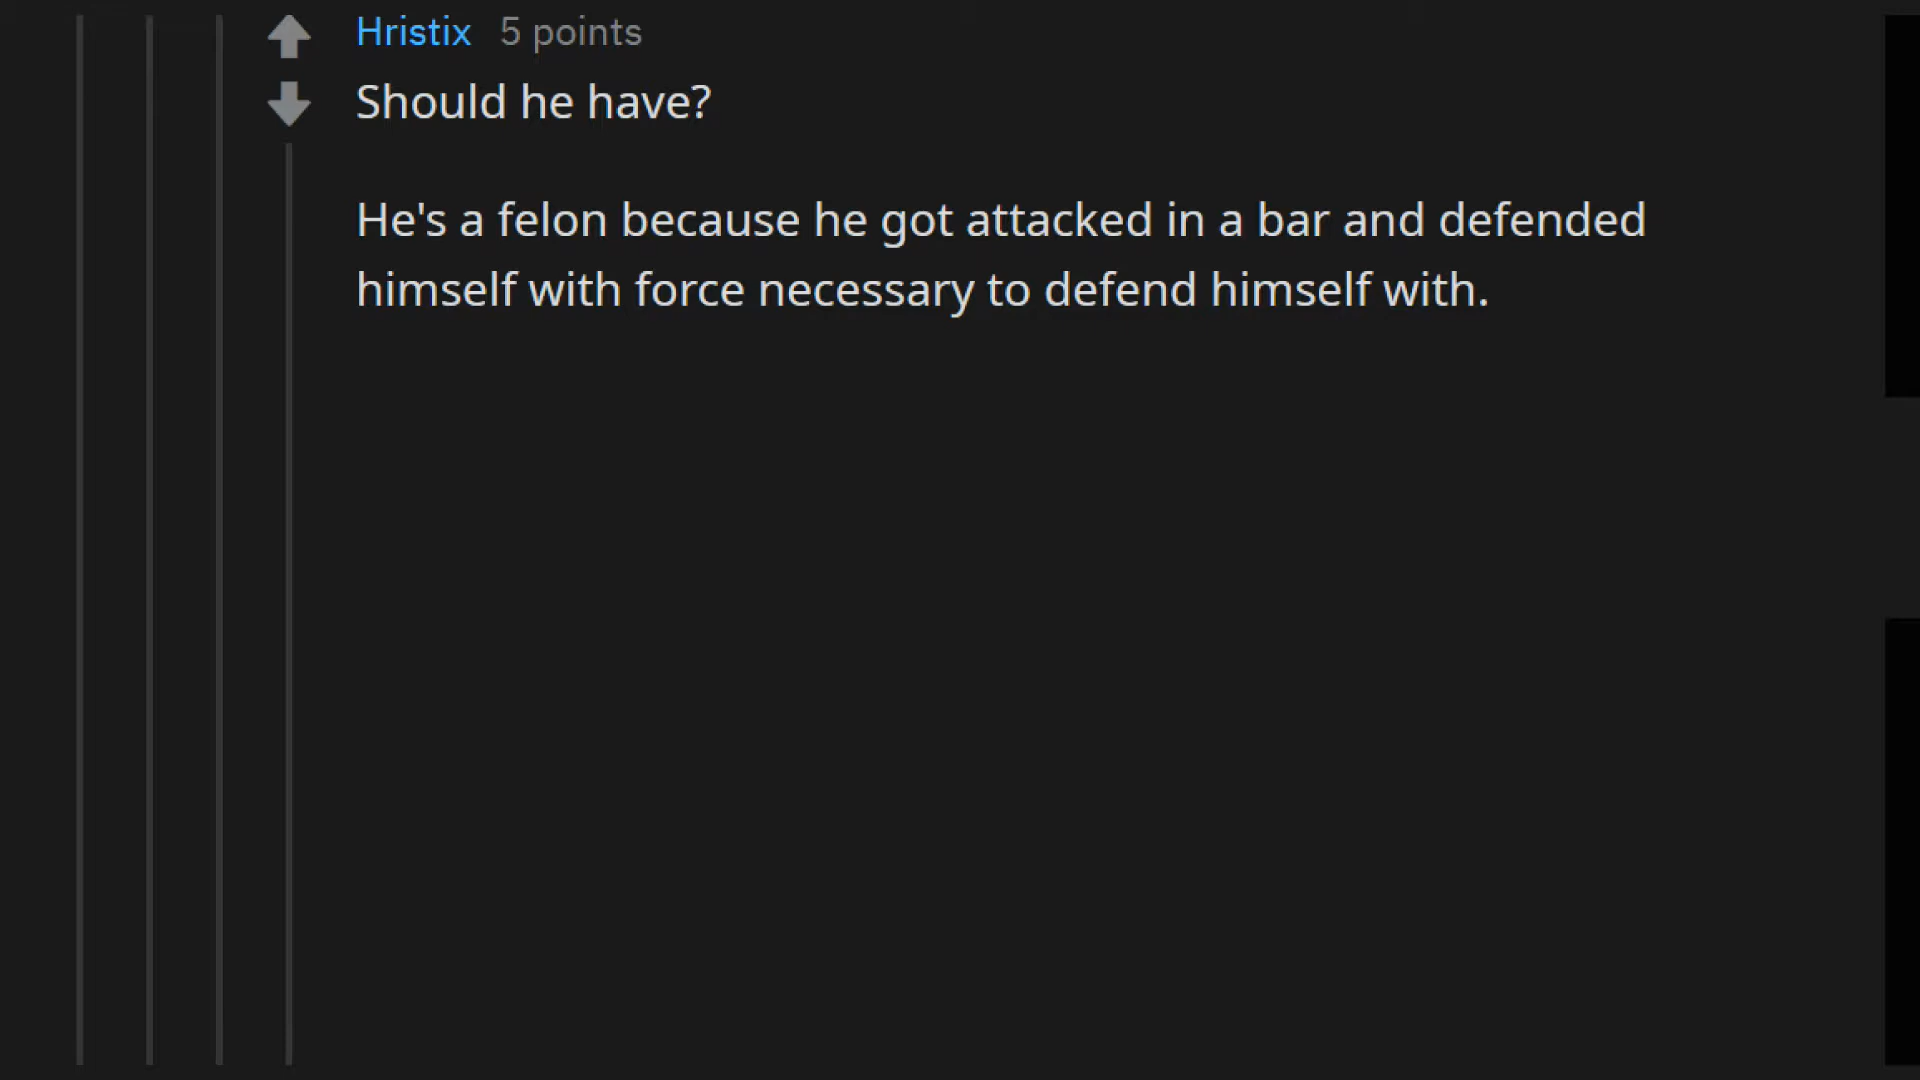 Hristix 5 points
Should he have?
He's a felon because he got attacked in a bar and defended
himself with force necessary to defend himself with.